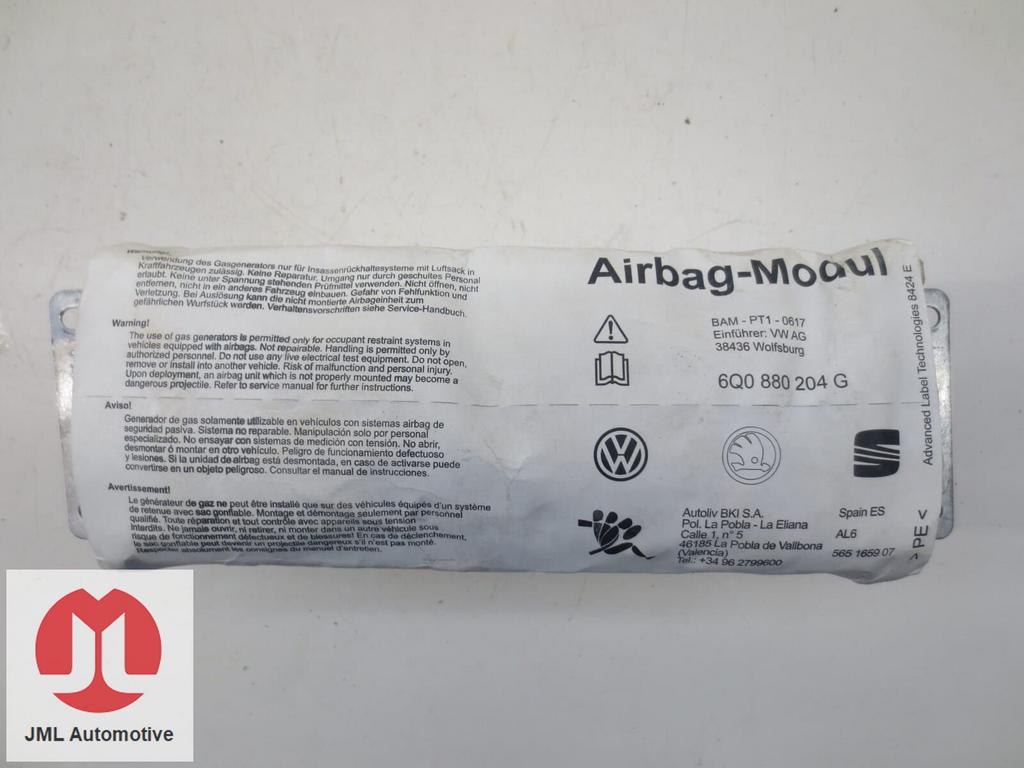 Verwendung des Gasgenerators nur für Insassenrückhaltesysteme mit Luftsack in
Kraftfahrzeugen zulässig. Keine Reparatur. Umgang nur durch geschultes Personal
erlaubt. Keine unter Spannung stehenden Prüfmittel verwenden. Nicht öffnen, nicht
entfernen, nicht in ein anderes Fahrzeug einbauen. Gefahr von Fehlfunktion und
Verletzung. Bei Auslösung kann die nicht montierte Airbageinheit zum
gefährlichen Wurfstück werden. Verhaltensvorschriften siehe Service-Handbuch.
Warning!
The use of gas generators is permitted only for occupant restraint systems in
vehicles equipped with airbags. Not repairable. Handling is permitted only by
authorized personnel. Do not use any live electrical test equipment. Do not open,
remove or install into another vehicle. Risk of malfunction and personal injury.
Upon deployment, an airbag unit which is not properly mounted may become a
dangerous projectile. Refer to service manual for further instructions.
Aviso!
Generador de gas solamente utilizable en vehículos con sistemas airbag de
seguridad pasiva. Sistema no reparable. Manipulación solo por personal
especializado. No ensayar con sistemas de medición con tensión. No abrir,
desmontar ó montar en otro vehículo. Peligro de funcionamiento defectuoso
y lesiones. Si la unidad de airbag está desmontada, en caso de activarse puede
convertirse en un objeto peligroso. Consultar el manual de instrucciones.
Avertissement!
Le générateur de gaz ne peut être installé que sur des véhicules équipés d'un système
de retenue avec sac gonflable. Montage et démontage seulement par personnel
qualifié. Toute réparation et tout contrôle avec appareils sous tension
interdits. Ne jamais ouvrir, ni retirer, ni monter dans un autre véhicule sous
risque de fonctionnement défectueux et de blessures! En cas de déclenchement,
le sac gonflable peut devenir un projectile dangereux s'il n'est pas monté.
Respecter absolument les consignes du manuel d'entretien.
Airbag-Modul
BAM - PT1 - 0617
Einführer: VW AG
38436 Wolfsburg
6Q0 880 204 G
Autoliv BKI S.A.
Pol. La Pobla - La Eliana
Calle 1, n° 5
46185 La Pobla de Vallbona
(Valencia)
Tel.: +34 96 2799600
Spain ES
AL6
565 1659 07
Advanced Label Technologies 8424 E
> PE <
JML Automotive